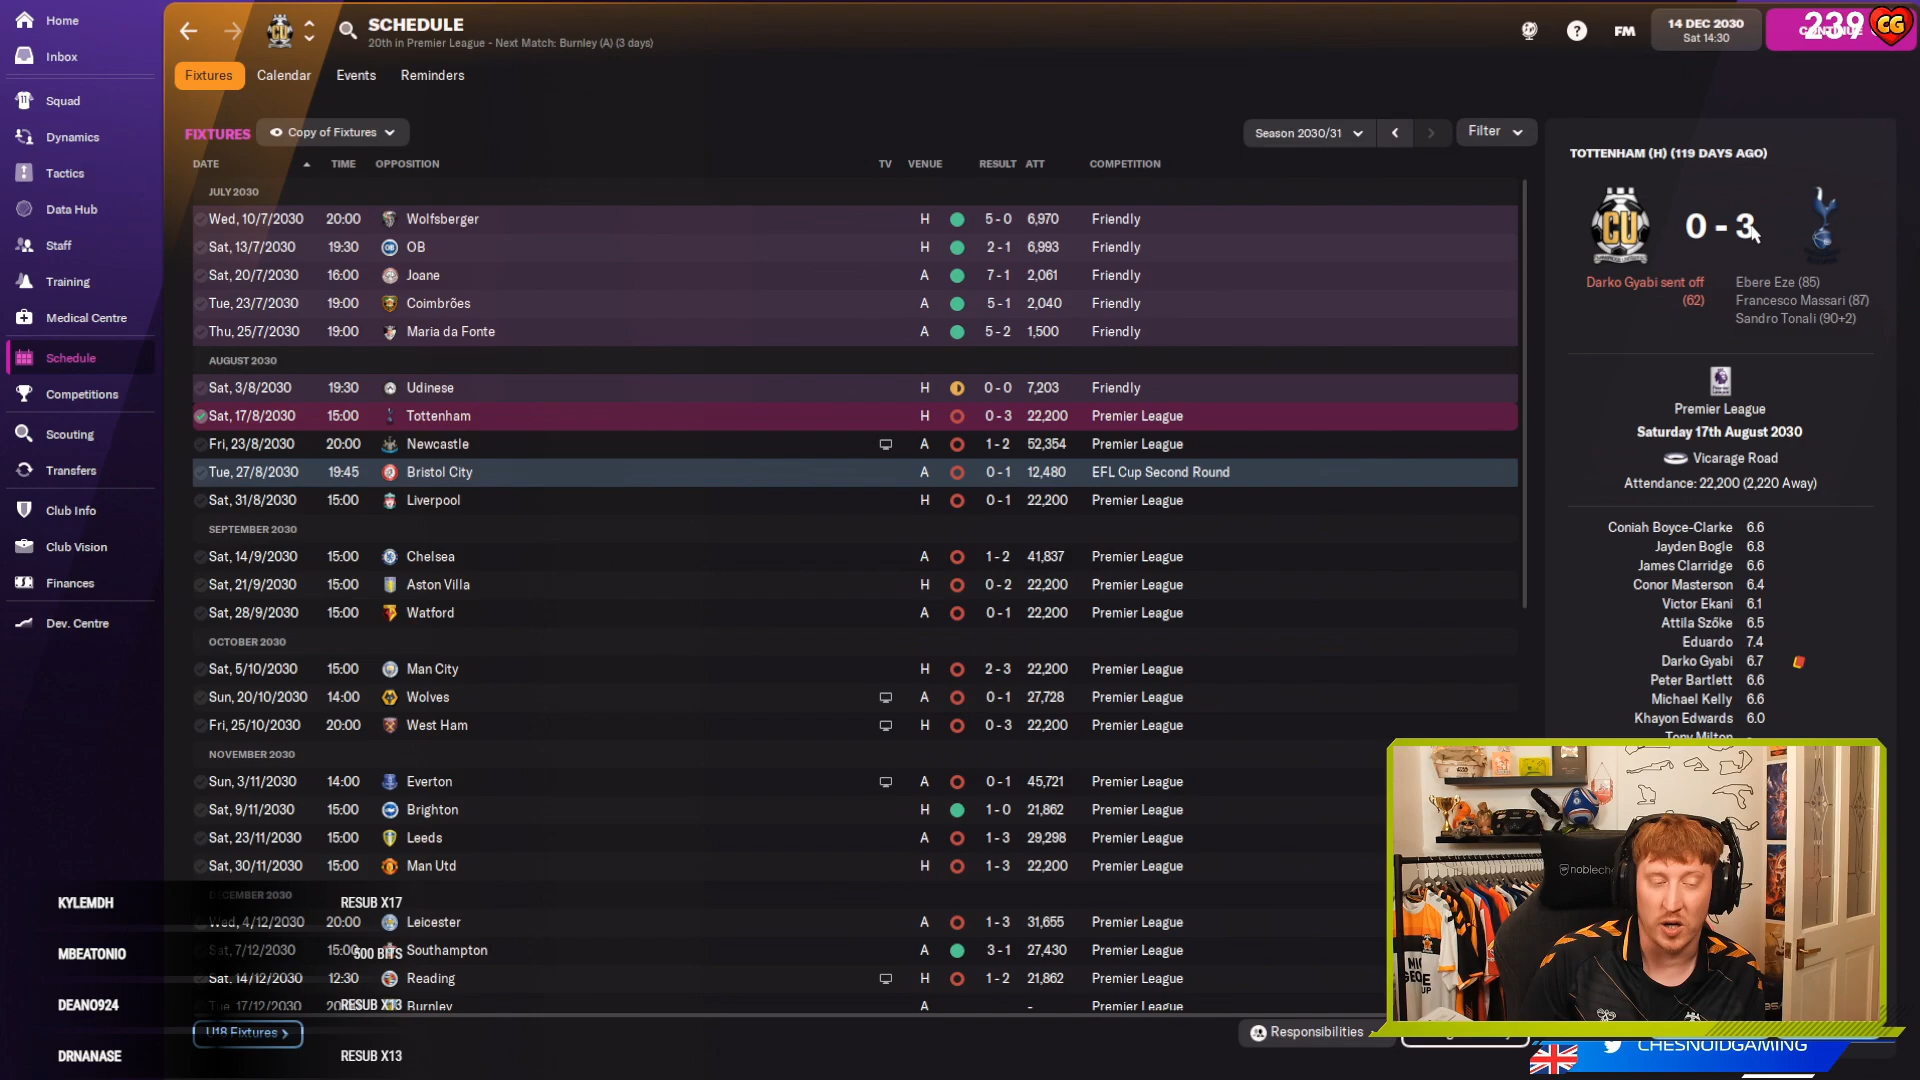 Home
Inbox
Squad
Dynamics
Tactics
Data Hub
Staff
Training
Medical Centre
Schedule
Competitions
Scouting
Transfers
Club Info
Club Vision
Finances
Dev. Centre
SCHEDULE
20th in Premier League - Next Match: Burnley (A) (3 days)
FM
14 DEC 2030
Sat 14:30
239
CG
Fixtures Calendar Events Reminders
FIXTURES Copy of Fixtures Season 2030/31 Filter
DATE TIME OPPOSITION TV VENUE RESULT ATT COMPETITION
JULY 2030
Wed, 10/7/2030 20:00 Wolfsberger H 5 - 0 6,970 Friendly
Sat, 13/7/2030 19:30 OB H 2 - 1 6,993 Friendly
Sat, 20/7/2030 16:00 Joane A 7 - 1 2,061 Friendly
Tue, 23/7/2030 19:00 Coimbrões A 5 - 1 2,040 Friendly
Thu, 25/7/2030 19:00 Maria da Fonte A 5 - 2 1,500 Friendly
AUGUST 2030
Sat, 3/8/2030 19:30 Udinese H 0 - 0 7,203 Friendly
Sat, 17/8/2030 15:00 Tottenham H 0 - 3 22,200 Premier League
Fri, 23/8/2030 20:00 Newcastle A 1 - 2 52,354 Premier League
Tue, 27/8/2030 19:45 Bristol City A 0 - 1 12,480 EFL Cup Second Round
Sat, 31/8/2030 15:00 Liverpool H 0 - 1 22,200 Premier League
SEPTEMBER 2030
Sat, 14/9/2030 15:00 Chelsea A 1 - 2 41,837 Premier League
Sat, 21/9/2030 15:00 Aston Villa H 0 - 2 22,200 Premier League
Sat, 28/9/2030 15:00 Watford A 0 - 1 22,200 Premier League
OCTOBER 2030
Sat, 5/10/2030 15:00 Man City H 2 - 3 22,200 Premier League
Sun, 20/10/2030 14:00 Wolves A 0 - 1 27,728 Premier League
Fri, 25/10/2030 20:00 West Ham H 0 - 3 22,200 Premier League
NOVEMBER 2030
Sun, 3/11/2030 14:00 Everton A 0 - 1 45,721 Premier League
Sat, 9/11/2030 15:00 Brighton H 1 - 0 21,862 Premier League
Sat, 23/11/2030 15:00 Leeds A 1 - 3 29,298 Premier League
Sat, 30/11/2030 15:00 Man Utd H 1 - 3 22,200 Premier League
DECEMBER 2030
Wed, 4/12/2030 20:00 Leicester A 1 - 3 31,655 Premier League
Sat, 7/12/2030 15:00 Southampton A 3 - 1 27,430 Premier League
Sat, 14/12/2030 12:30 Reading H 1 - 2 21,862 Premier League
Tue, 17/12/2030 Burnley A - Premier League
U18 Fixtures
Responsibilities
KYLEMDH RESUB X17
MBEATONIO 500 BITS
DEANO924 RESUB X13
DRNANASE RESUB X13
TOTTENHAM (H) (119 DAYS AGO)
CU
0 - 3
Darko Gyabi sent off
(62)
Ebere Eze (85)
Francesco Massari (87)
Sandro Tonali (90+2)
Premier League
Saturday 17th August 2030
Vicarage Road
Attendance: 22,200 (2,220 Away)
Coniah Boyce-Clarke 6.6
Jayden Bogle 6.8
James Clarridge 6.6
Conor Masterson 6.4
Victor Ekani 6.1
Attila Szőke 6.5
Eduardo 7.4
Darko Gyabi 6.7
Peter Bartlett 6.6
Michael Kelly 6.6
Khayon Edwards 6.0
Tony Milton
CHESNOIDGAMING